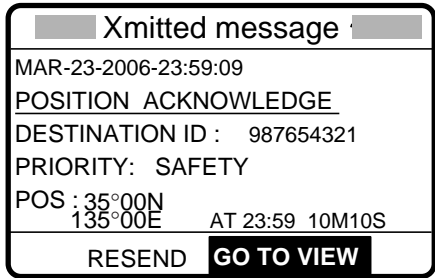 Xmitted message
MAR-23-2006-23:59:09
POSITION ACKNOWLEDGE
DESTINATION ID : 987654321
PRIORITY: SAFETY
POS : 35°00N
135°00E AT 23:59 10M10S
RESEND GO TO VIEW